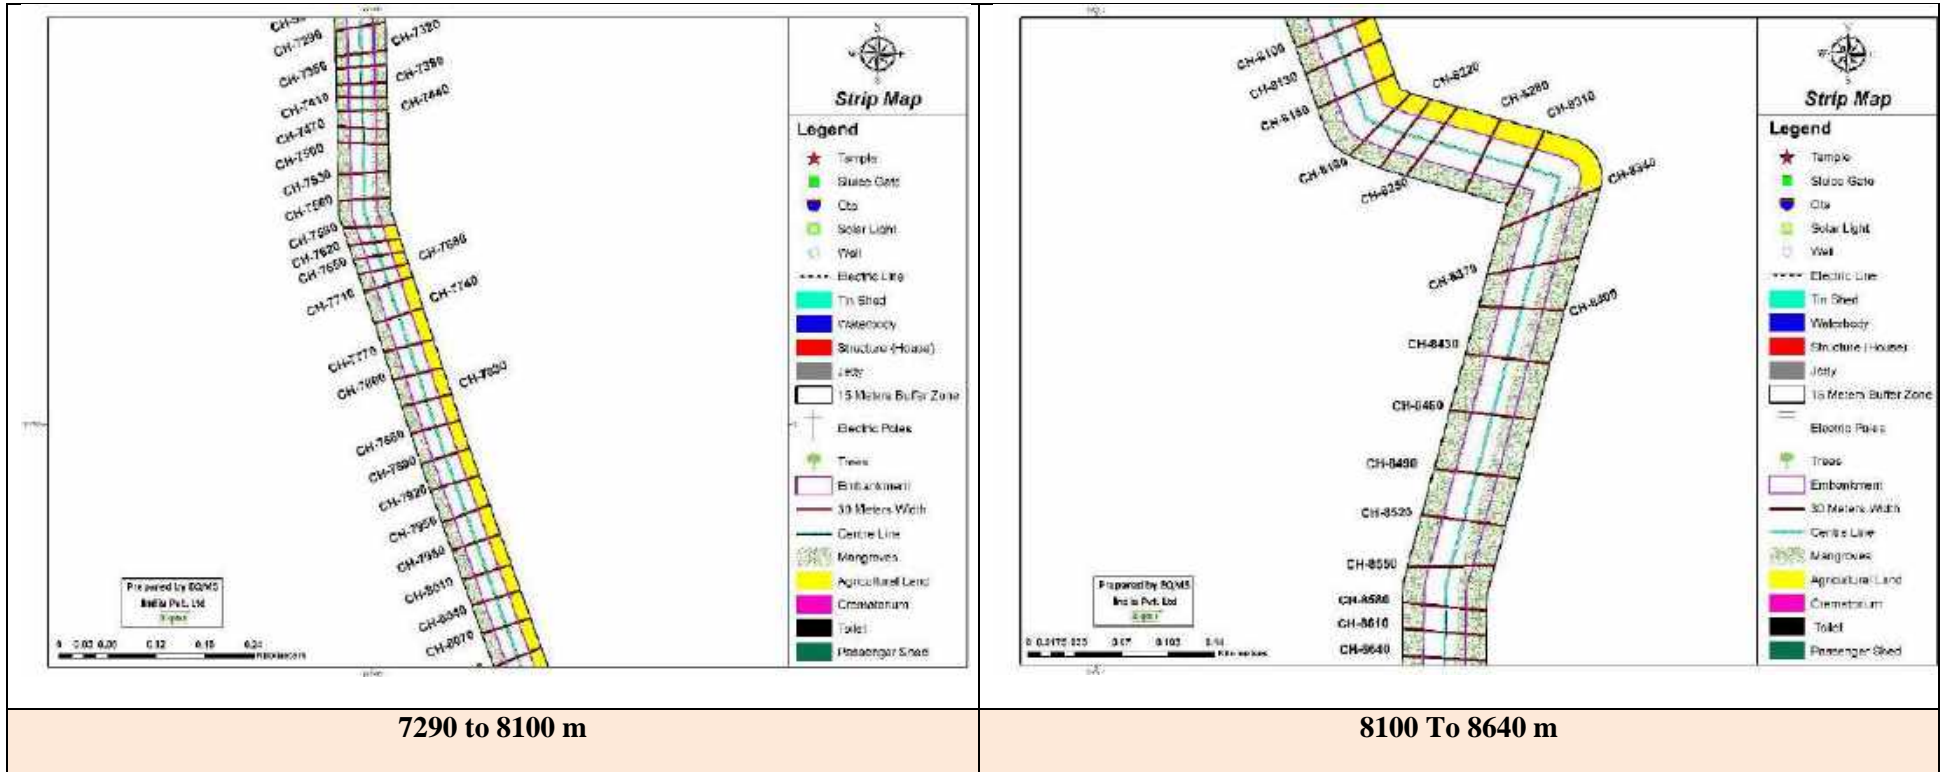 CH-7290
CH-7320
CH-7350
CH-7380
CH-7410
CH-7440
CH-7470
CH-7500
CH-7530
CH-7560
CH-7590
CH-7620
CH-7650
CH-7680
CH-7710
CH-7740
CH-7770
CH-7800
CH-7830
CH-7860
CH-7890
CH-7920
CH-7950
CH-7980
CH-8010
CH-8040
CH-8070
Prepared by
India Pvt. Ltd
Kilometers
Strip Map
Legend
Temple
Sluice Gate
Solar Light
Well
Electric Line
Tin Shed
Waterbody
Structure (House)
Jetty
15 Meters Buffer Zone
Electric Poles
Trees
Embankment
30 Meters Width
Centre Line
Mangroves
Agricultural Land
Crematorium
Toilet
Passenger Shed
7290 to 8100 m
CH-8100
CH-8130
CH-8220
CH-8280
CH-8310
CH-8190
CH-8250
CH-8340
CH-8370
CH-8400
CH-8430
CH-8460
CH-8490
CH-8520
CH-8550
CH-8580
CH-8610
CH-8640
Prepared by
India Pvt. Ltd
Kilometers
Strip Map
Legend
Temple
Sluice Gate
Solar Light
Well
Electric Line
Tin Shed
Waterbody
Structure (House)
Jetty
15 Meters Buffer Zone
Electric Poles
Trees
Embankment
30 Meters Width
Centre Line
Mangroves
Agricultural Land
Crematorium
Toilet
Passenger Shed
8100 To 8640 m